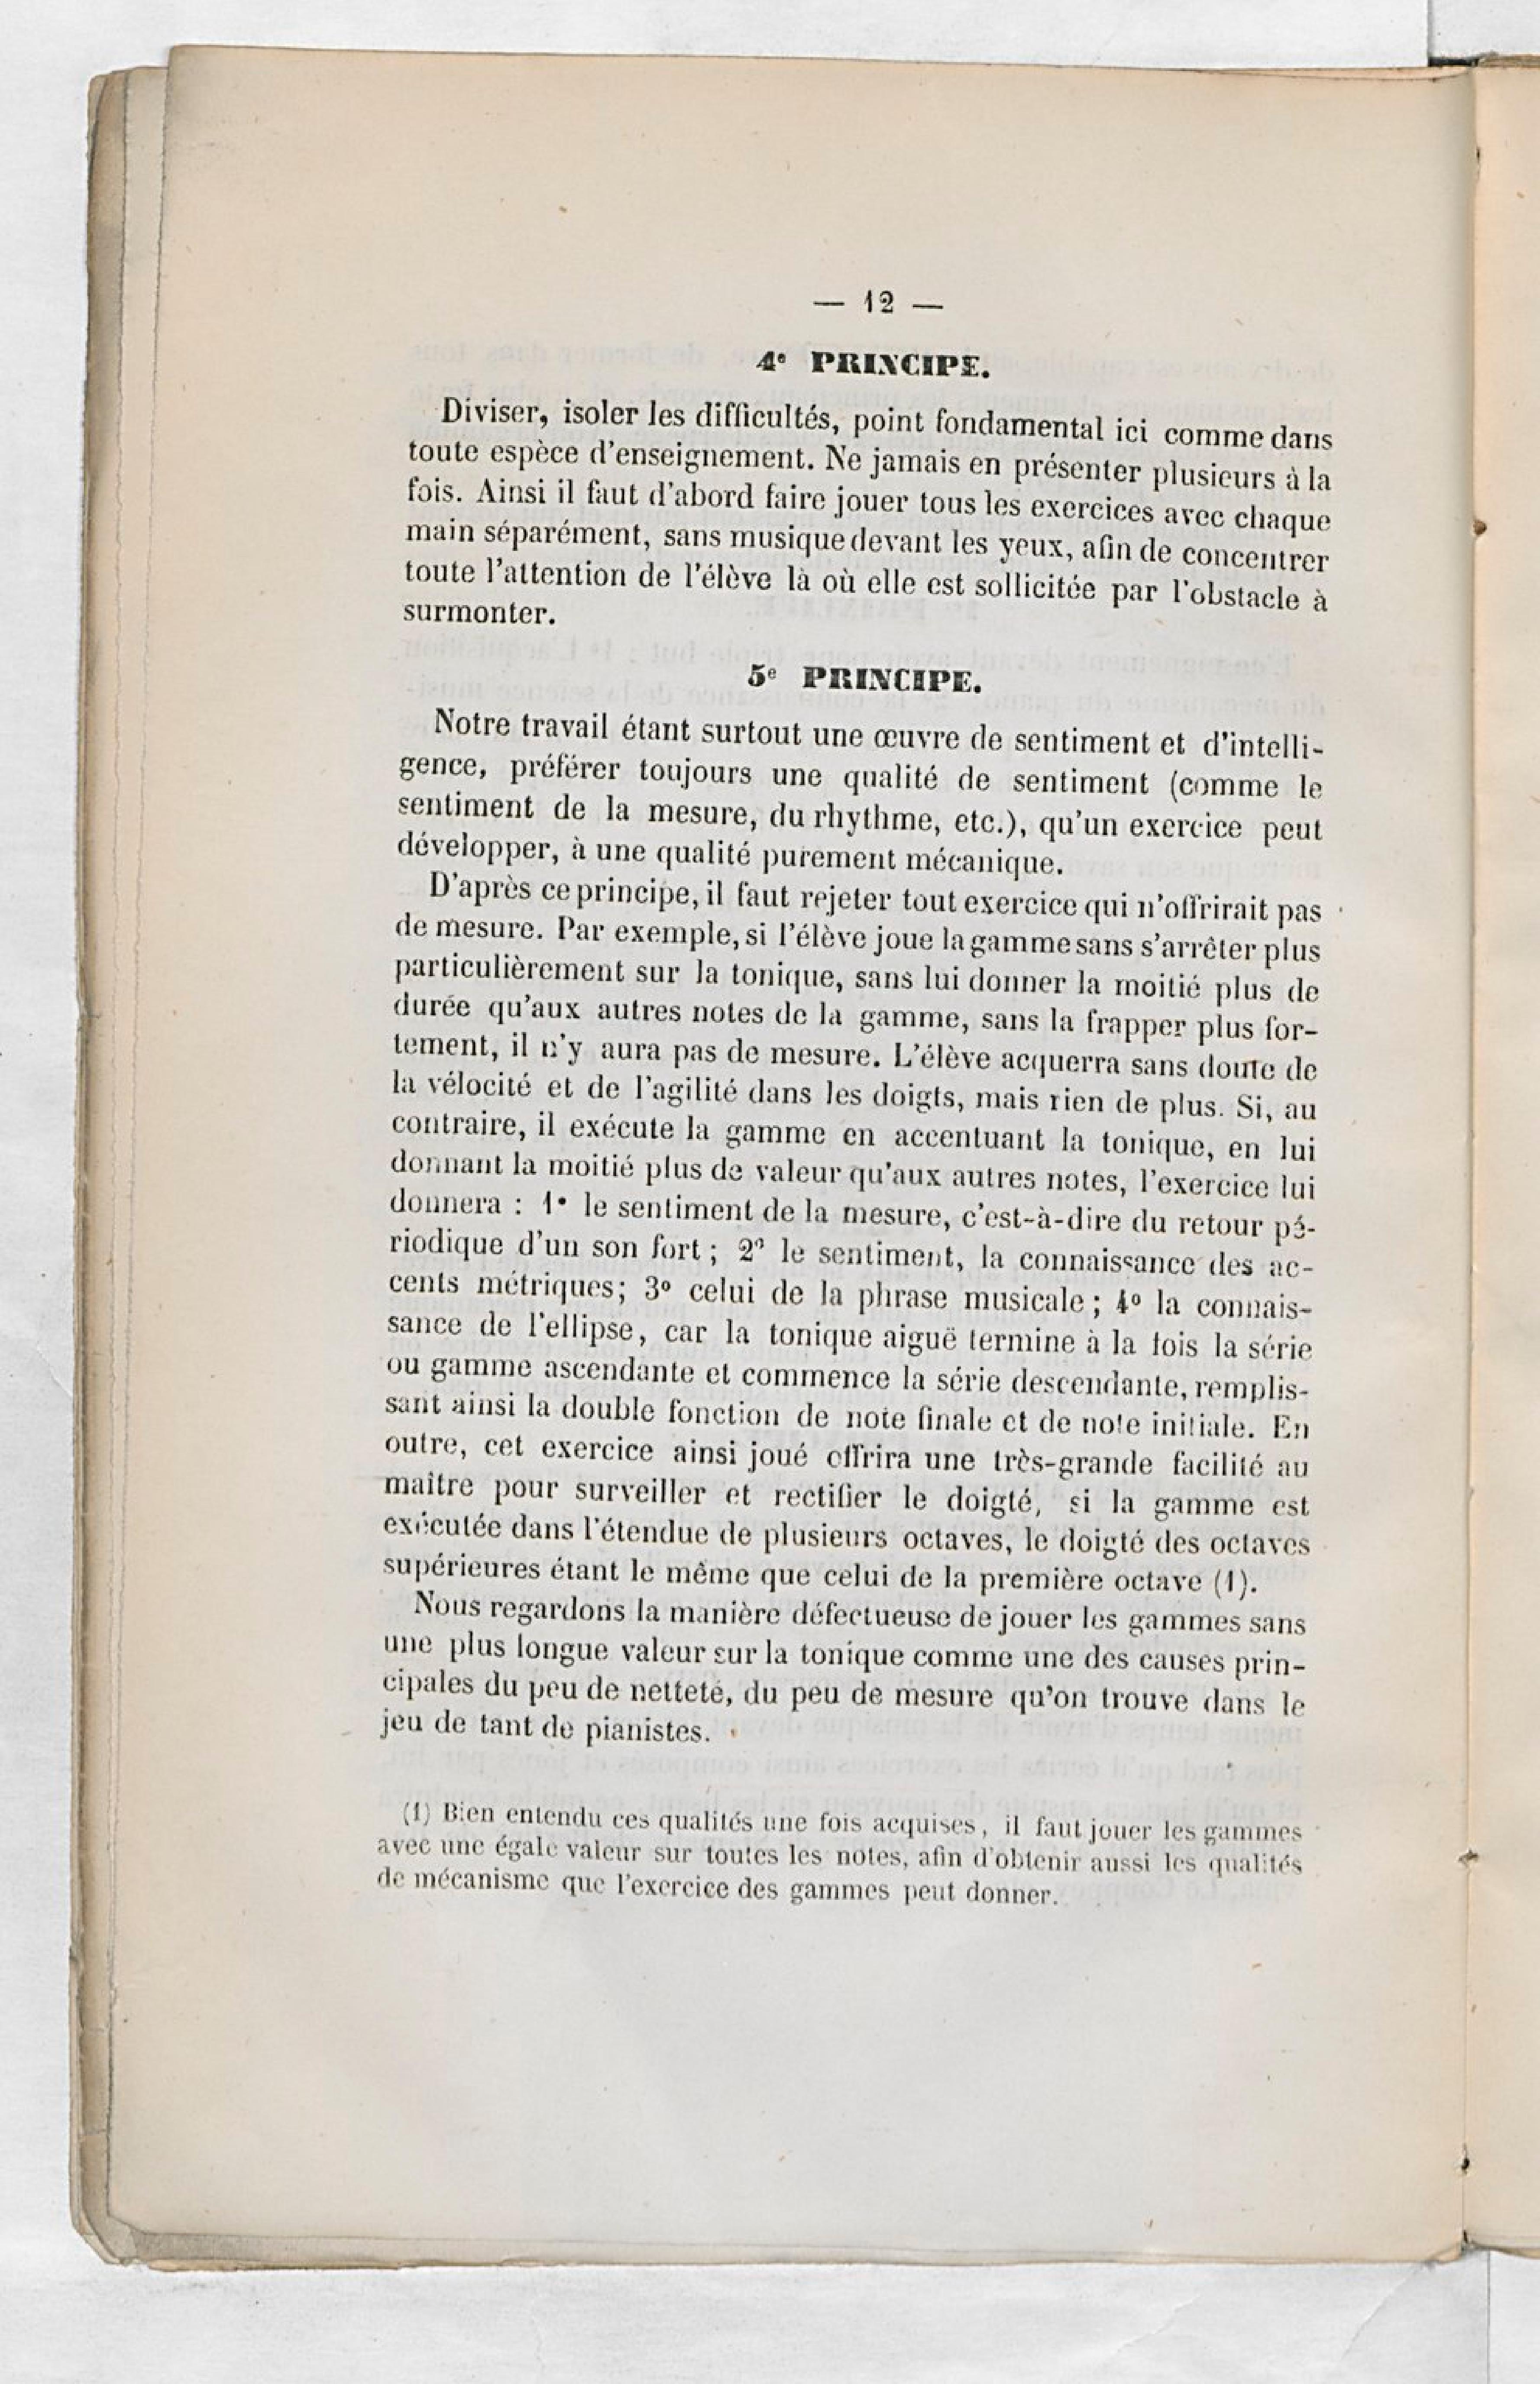 — 12 —
4e PRINCIPE.
Diviser, isoler les difficultés, point fondamental ici comme dans
toute espèce d'enseignement. Ne jamais en présenter plusieurs à la
fois. Ainsi il faut d'abord faire jouer tous les exercices avec chaque
main séparément, sans musique devant les yeux, afin de concentrer
toute l'attention de l'élève là où elle est sollicitée par l'obstacle à
surmonter.
5e PRINCIPE.
Notre travail étant surtout une œuvre de sentiment et d'intelli-
gence, préférer toujours une qualité de sentiment (comme le
sentiment de la mesure, du rhythme, etc.), qu'un exercice peut
développer, à une qualité purement mécanique.
D'après ce principe, il faut rejeter tout exercice qui n'offrirait pas
de mesure. Par exemple, si l'élève joue la gamme sans s'arrêter plus
particulièrement sur la tonique, sans lui donner la moitié plus de
durée qu'aux autres notes de la gamme, sans la frapper plus for-
tement, il n'y aura pas de mesure. L'élève acquerra sans doute de
la vélocité et de l'agilité dans les doigts, mais rien de plus. Si, au
contraire, il exécute la gamme en accentuant la tonique, en lui
donnant la moitié plus de valeur qu'aux autres notes, l'exercice lui
donnera : 1° le sentiment de la mesure, c'est-à-dire du retour pé-
riodique d'un son fort ; 2° le sentiment, la connaissance des ac-
cents métriques; 3° celui de la phrase musicale ; 4° la connais-
sance de l'ellipse, car la tonique aiguë termine à la fois la série
ou gamme ascendante et commence la série descendante, remplis-
sant ainsi la double fonction de note finale et de note initiale. En
outre, cet exercice ainsi joué offrira une très-grande facilité au
maître pour surveiller et rectifier le doigté, si la gamme est
exécutée dans l'étendue de plusieurs octaves, le doigté des octaves
supérieures étant le même que celui de la première octave (1).
Nous regardons la manière défectueuse de jouer les gammes sans
une plus longue valeur sur la tonique comme une des causes prin-
cipales du peu de netteté, du peu de mesure qu'on trouve dans le
jeu de tant de pianistes.
(1) Bien entendu ces qualités une fois acquises, il faut jouer les gammes
avec une égale valeur sur toutes les notes, afin d'obtenir aussi les qualités
de mécanisme que l'exercice des gammes peut donner.